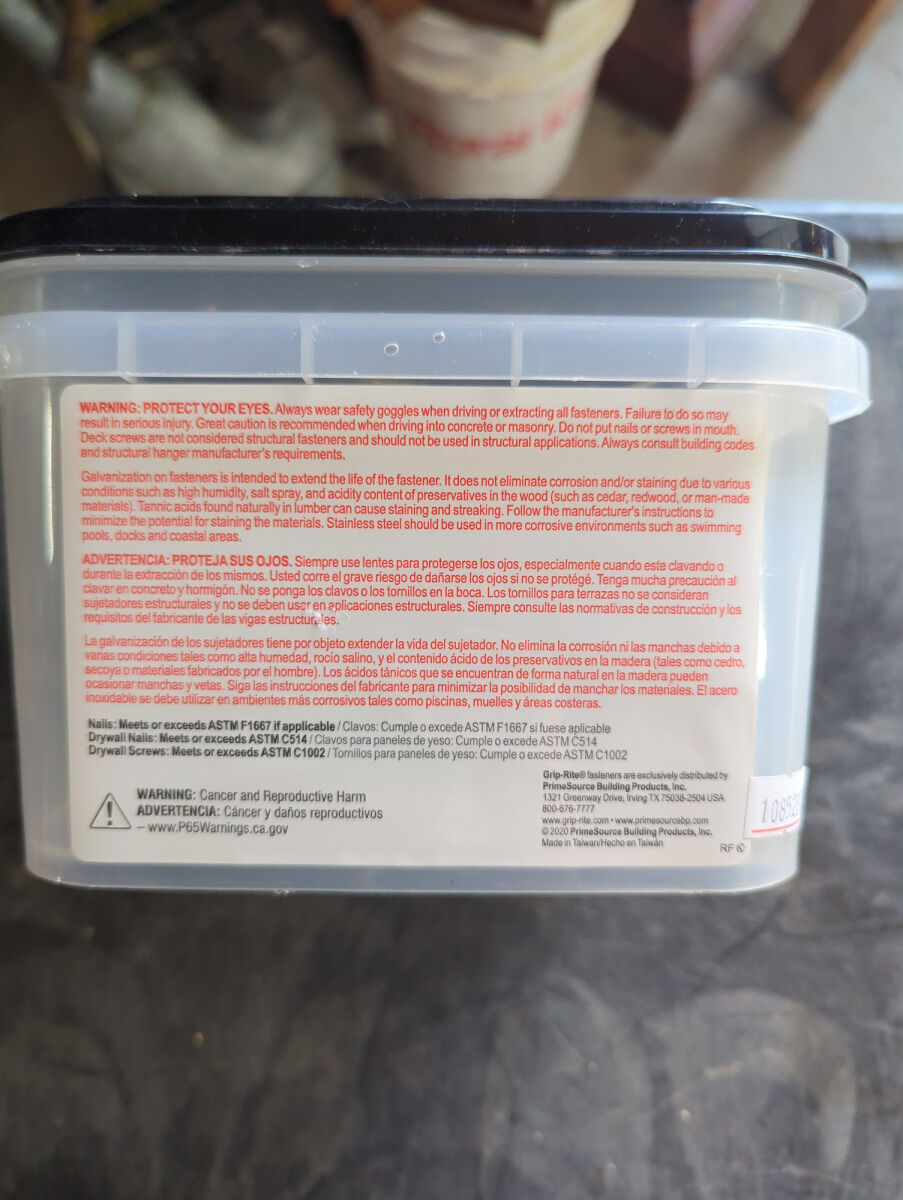 WARNING: PROTECT YOUR EYES. Always wear safety goggles when driving or extracting all fasteners. Failure to do so may
result in serious injury. Great caution is recommended when driving into concrete or masonry. Do not put nails or screws in mouth.
Deck screws are not considered structural fasteners and should not be used in structural applications. Always consult building codes
and structural hanger manufacturer's requirements.
Galvanization on fasteners is intended to extend the life of the fastener. It does not eliminate corrosion and/or staining due to various
conditions such as high humidity, salt spray, and acidity content of preservatives in the wood (such as cedar, redwood, or man-made
materials). Tannic acids found naturally in lumber can cause staining and streaking. Follow the manufacturer's instructions to
minimize the potential for staining the materials. Stainless steel should be used in more corrosive environments such as swimming
pools, docks and coastal areas.
ADVERTENCIA: PROTEJA SUS OJOS. Siempre use lentes para protegerse los ojos, especialmente cuando este clavando o
durante la extracción de los mismos. Usted corre el grave riesgo de dañarse los ojos si no se protégé. Tenga mucha precaución al
clavar en concreto y hormigón. No se ponga los clavos o los tornillos en la boca. Los tornillos para terrazas no se consideran
sujetadores estructurales y no se deben usar en aplicaciones estructurales. Siempre consulte las normativas de construcción y los
requisitos del fabricante de las vigas estructurales.
La galvanización de los sujetadores tiene por objeto extender la vida del sujetador. No elimina la corrosión ni las manchas debido a
varias condiciones tales como alta humedad, rocío salino, y el contenido ácido de los preservativos en la madera (tales como cedro,
secoya o materiales fabricados por el hombre). Los ácidos tánicos que se encuentran de forma natural en la madera pueden
ocasionar manchas y vetas. Siga las instrucciones del fabricante para minimizar la posibilidad de manchar los materiales. El acero
inoxidable se debe utilizar en ambientes más corrosivos tales como piscinas, muelles y áreas costeras.
Nails: Meets or exceeds ASTM F1667 if applicable / Clavos: Cumple o excede ASTM F1667 si fuese aplicable
Drywall Nails: Meets or exceeds ASTM C514 / Clavos para paneles de yeso: Cumple o excede ASTM C514
Drywall Screws: Meets or exceeds ASTM C1002 / Tornillos para paneles de yeso: Cumple o excede ASTM C1002
WARNING: Cancer and Reproductive Harm
ADVERTENCIA: Cáncer y daños reproductivos
– www.P65Warnings.ca.gov
Grip-Rite® fasteners are exclusively distributed by
PrimeSource Building Products, Inc.
1321 Greenway Drive, Irving TX 75038-2504 USA
800-676-7777
www.grip-rite.com • www.primesourcebp.com
© 2020 PrimeSource Building Products, Inc.
Made in Taiwan/Hecho en Taiwán
RF